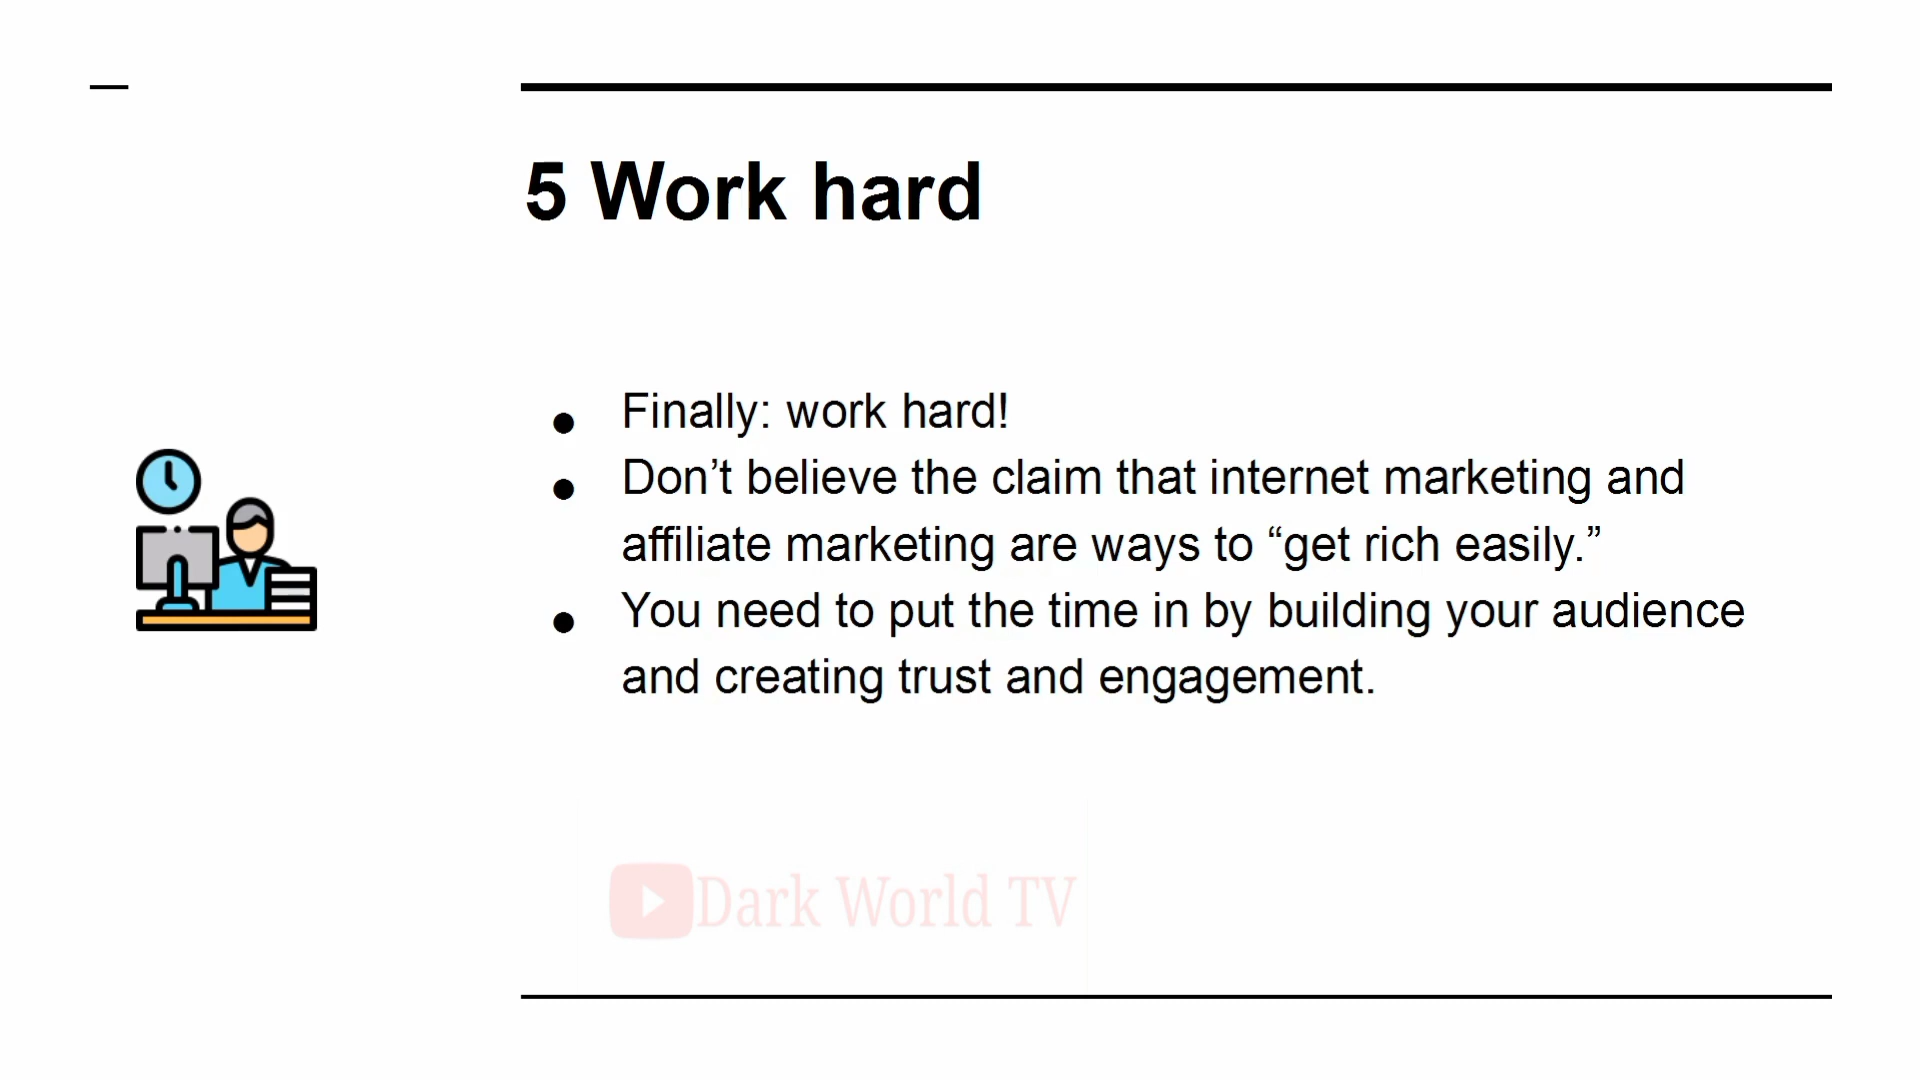 5 Work hard
● Finally: work hard!
● Don’t believe the claim that internet marketing and
affiliate marketing are ways to “get rich easily.”
● You need to put the time in by building your audience
and creating trust and engagement.
Dark World TV